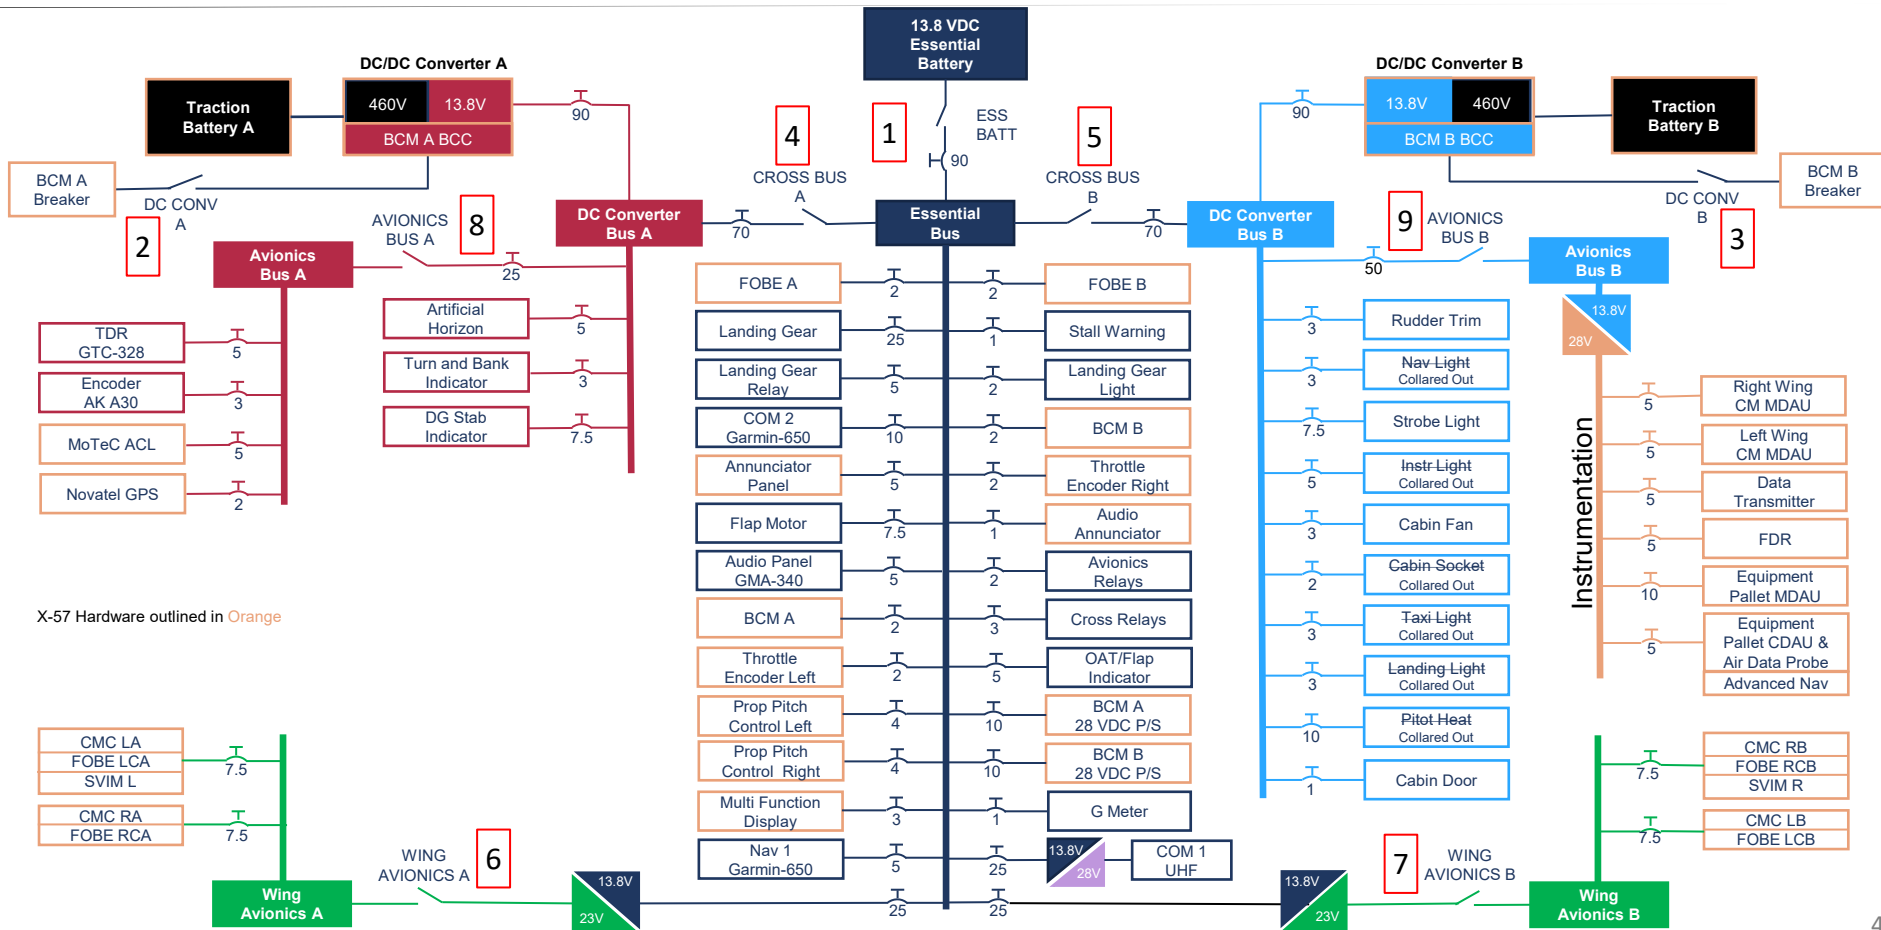 13.8 VDC
Essential
Battery
DC/DC Converter A
460V
13.8V
BCM A BCC
Traction
Battery A
90
4
1
ESS
BATT
90
5
DC/DC Converter B
13.8V
460V
BCM B BCC
Traction
Battery B
90
BCM A
Breaker
DC CONV
A
2
AVIONICS
BUS A
8
DC Converter
Bus A
CROSS BUS
A
70
Essential
Bus
CROSS BUS
B
70
DC Converter
Bus B
9
AVIONICS
BUS B
50
DC CONV
B
3
BCM B
Breaker
Avionics
Bus A
25
Avionics
Bus B
13.8V
28V
TDR
GTC-328
5
Encoder
AK A30
3
MoTeC ACL
5
Novatel GPS
2
Artificial
Horizon
5
Turn and Bank
Indicator
3
DG Stab
Indicator
7.5
FOBE A
2
Landing Gear
25
Landing Gear
Relay
5
COM 2
Garmin-650
10
Annunciator
Panel
5
Flap Motor
7.5
Audio Panel
GMA-340
5
BCM A
2
Throttle
Encoder Left
2
Prop Pitch
Control Left
4
Prop Pitch
Control Right
4
Multi Function
Display
3
Nav 1
Garmin-650
5
25
2
FOBE B
1
Stall Warning
2
Landing Gear
Light
2
BCM B
2
Throttle
Encoder Right
1
Audio
Annunciator
2
Avionics
Relays
3
Cross Relays
5
OAT/Flap
Indicator
10
BCM A
28 VDC P/S
10
BCM B
28 VDC P/S
1
G Meter
25
13.8V
28V
COM 1
UHF
25
3
Rudder Trim
3
Nav Light
Collared Out
7.5
Strobe Light
5
Instr Light
Collared Out
3
Cabin Fan
2
Cabin Socket
Collared Out
3
Taxi Light
Collared Out
3
Landing Light
Collared Out
10
Pitot Heat
Collared Out
1
Cabin Door
Instrumentation
5
Right Wing
CM MDAU
5
Left Wing
CM MDAU
5
Data
Transmitter
5
FDR
10
Equipment
Pallet MDAU
5
Equipment
Pallet CDAU &
Air Data Probe
Advanced Nav
X-57 Hardware outlined in Orange
CMC LA
FOBE LCA
SVIM L
7.5
CMC RA
FOBE RCA
7.5
Wing
Avionics A
WING
AVIONICS A
6
13.8V
23V
13.8V
23V
7
WING
AVIONICS B
Wing
Avionics B
7.5
CMC RB
FOBE RCB
SVIM R
7.5
CMC LB
FOBE LCB
4